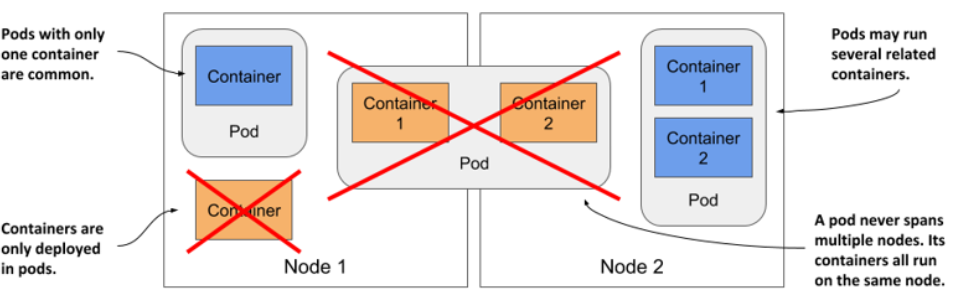 Pods with only
one container
are common.
Container
Pod
Container
1
Container
2
Pod
Container
1
Container
2
Pod
Pods may run
several related
containers.
Containers are
only deployed
in pods.
Container
Node 1
Node 2
A pod never spans
multiple nodes. Its
containers all run
on the same node.